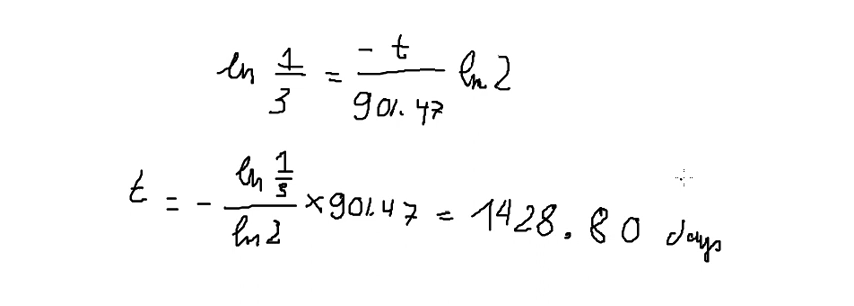 ln 1/3 = -t/901.47 ln 2
t = - ln 1/3 / ln 2 × 901.47 = 1428.80 days